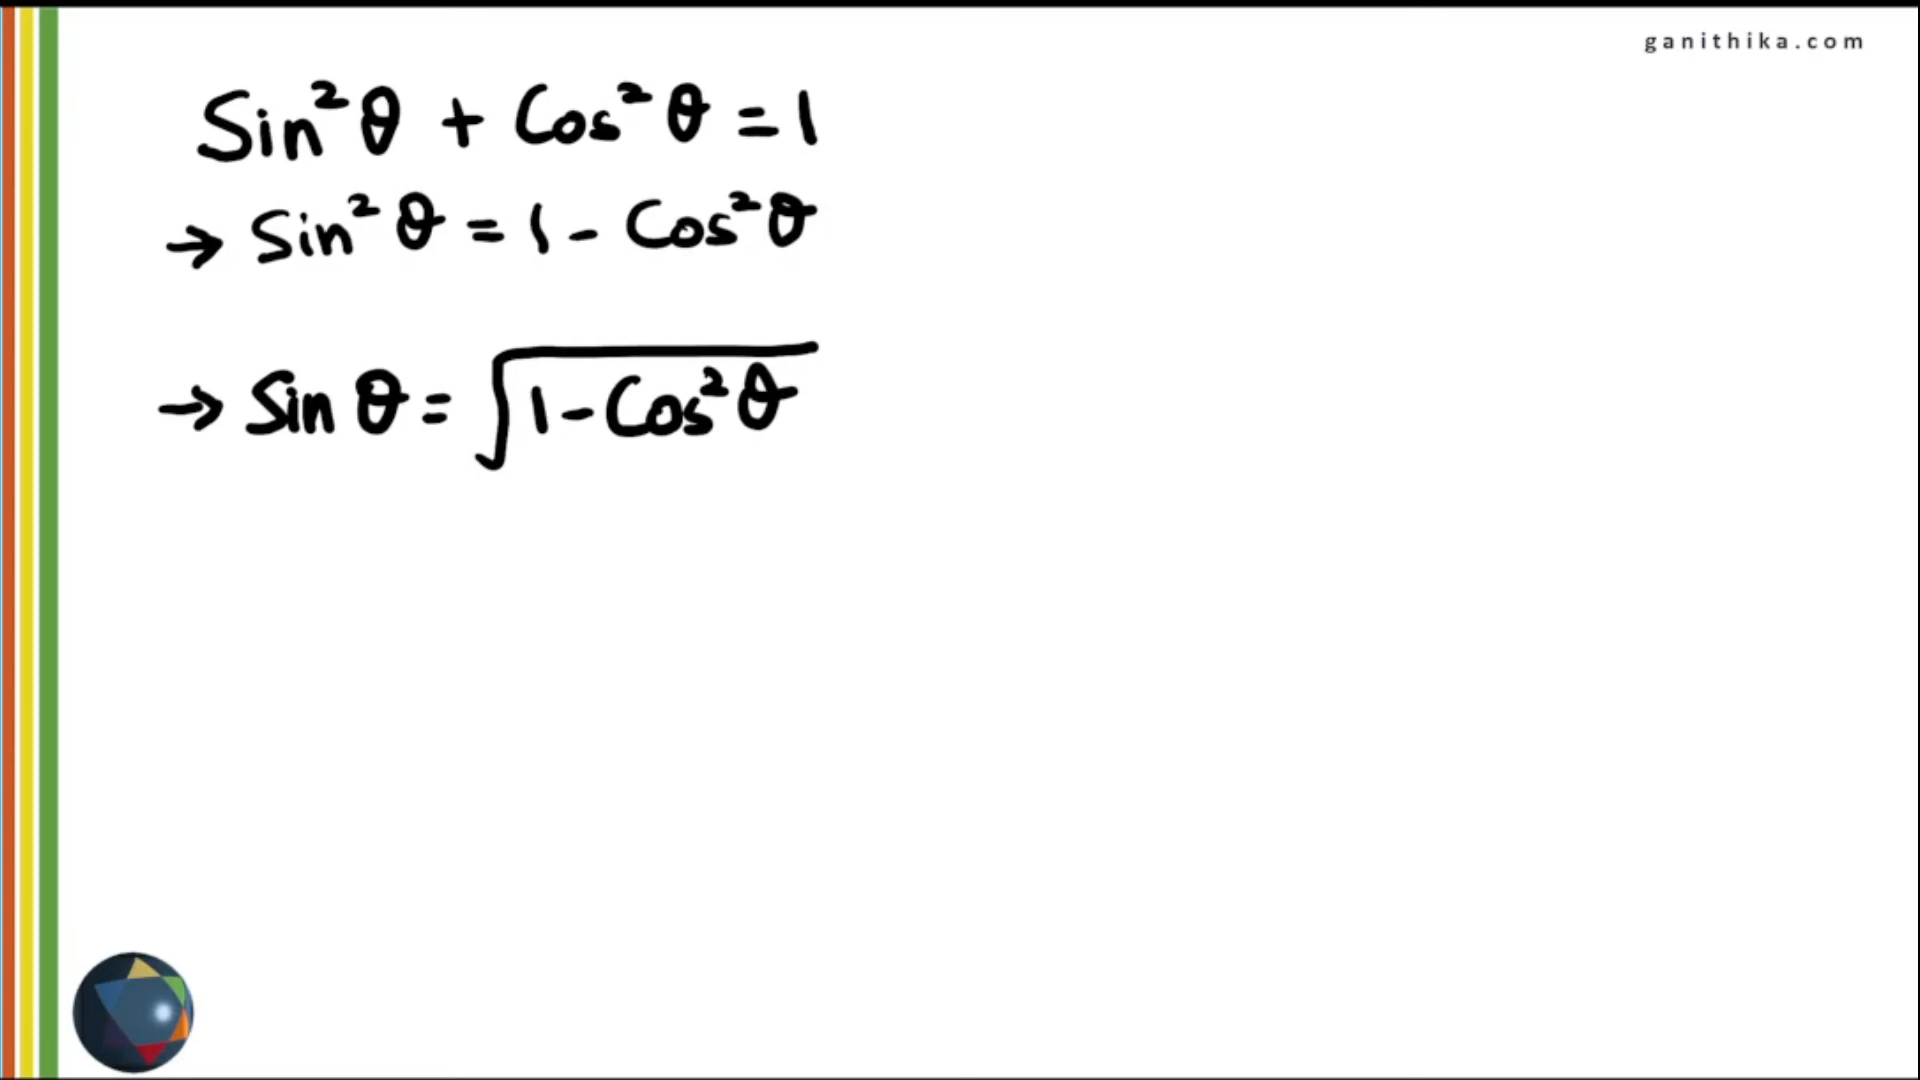 ganithika.com
Sin²θ + Cos²θ = 1
→ Sin²θ = 1 - Cos²θ
→ Sin θ = √(1 - Cos²θ)